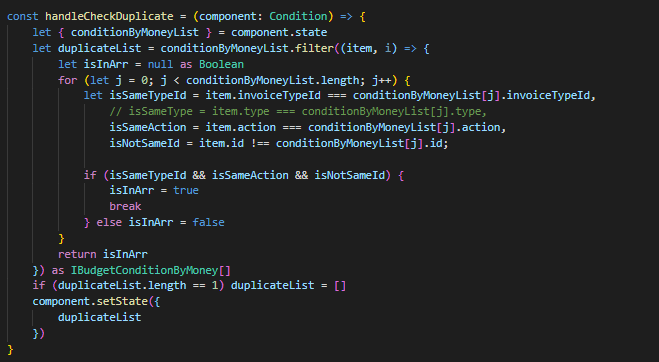 const handleCheckDuplicate = (component: Condition) => {
    let { conditionByMoneyList } = component.state
    let duplicateList = conditionByMoneyList.filter((item, i) => {
        let isInArr = null as Boolean
        for (let j = 0; j < conditionByMoneyList.length; j++) {
            let isSameTypeId = item.invoiceTypeId === conditionByMoneyList[j].invoiceTypeId,
                // isSameType = item.type === conditionByMoneyList[j].type,
                isSameAction = item.action === conditionByMoneyList[j].action,
                isNotSameId = item.id !== conditionByMoneyList[j].id;

            if (isSameTypeId && isSameAction && isNotSameId) {
                isInArr = true
                break
            } else isInArr = false
        }
        return isInArr
    }) as IBudgetConditionByMoney[]
    if (duplicateList.length == 1) duplicateList = []
    component.setState({
        duplicateList
    })
}